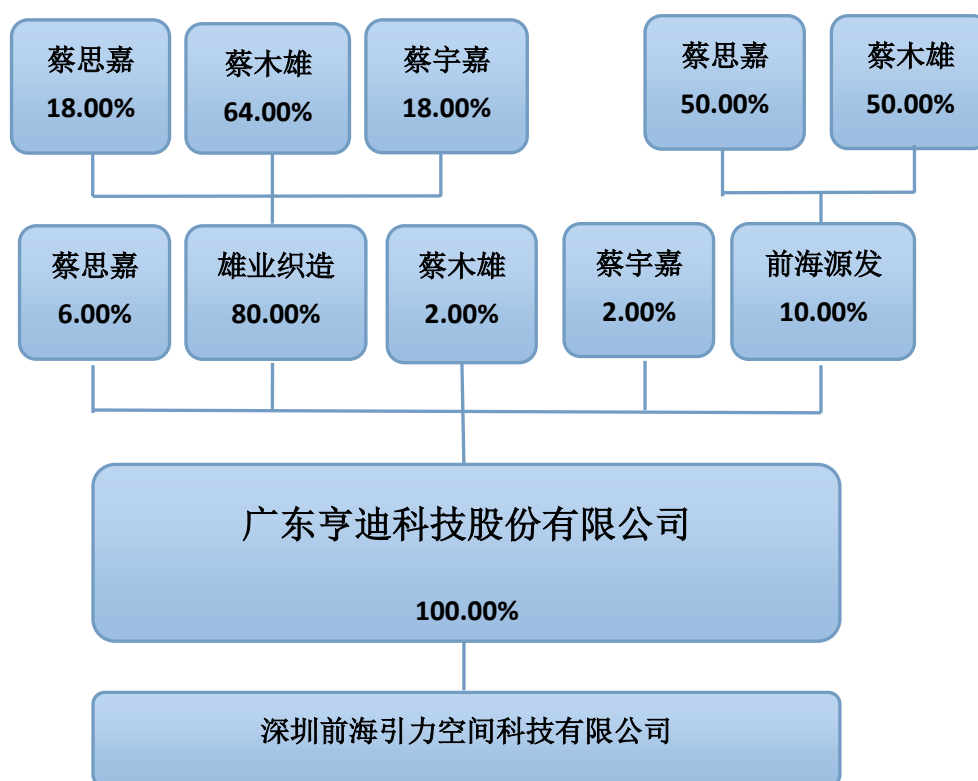 蔡思嘉
18.00%
蔡木雄
64.00%
蔡宇嘉
18.00%
蔡思嘉
50.00%
蔡木雄
50.00%
蔡思嘉
6.00%
雄业织造
80.00%
蔡木雄
2.00%
蔡宇嘉
2.00%
前海源发
10.00%
广东亨迪科技股份有限公司
100.00%
深圳前海引力空间科技有限公司